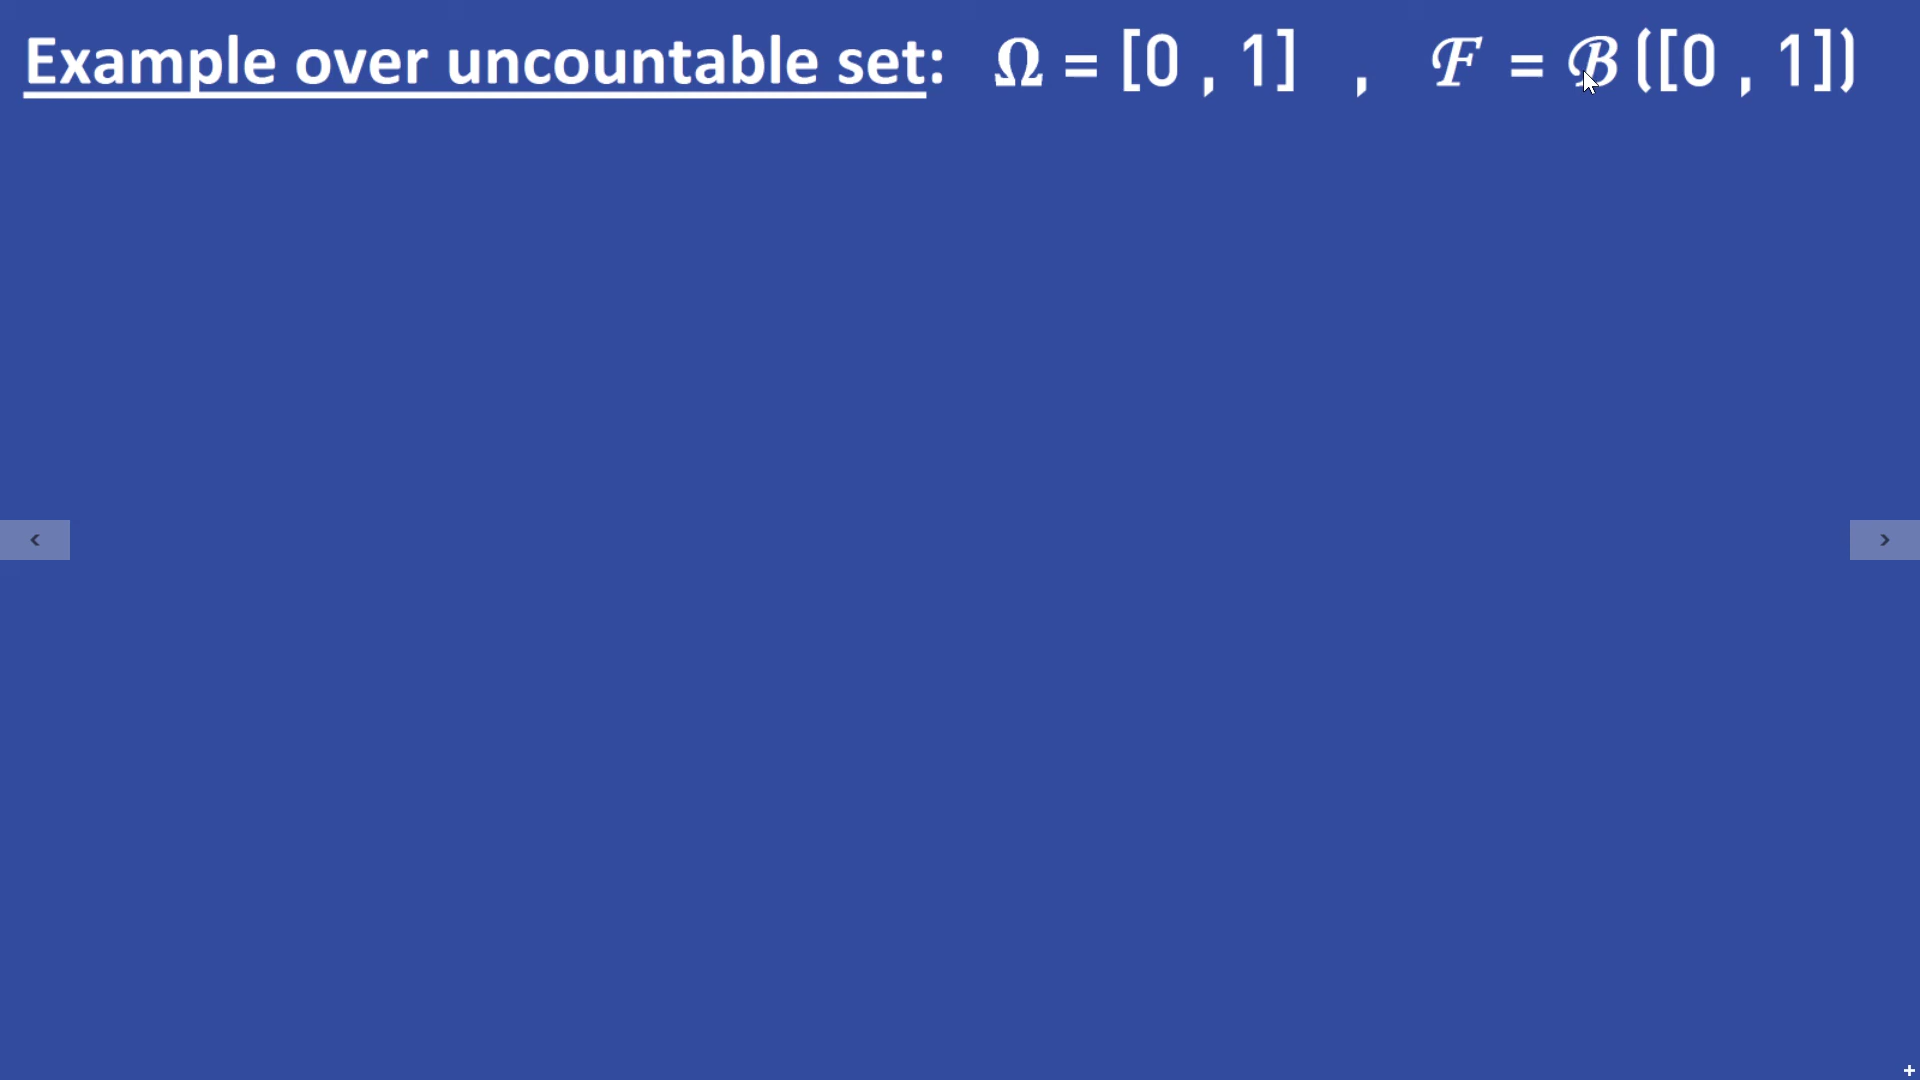 Example over uncountable set: Ω = [0 , 1] , ℱ = ℬ ([0 , 1])